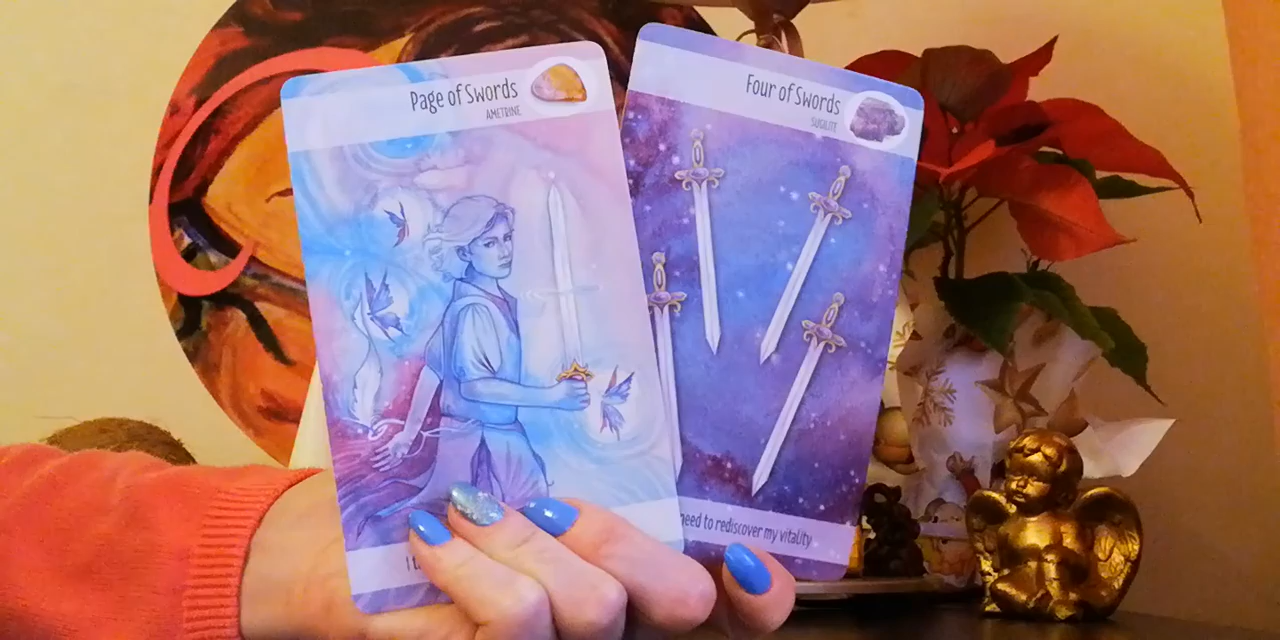 Page of Swords
AMETRINE
I
Four of Swords
SUGILITE
need to rediscover my vitality